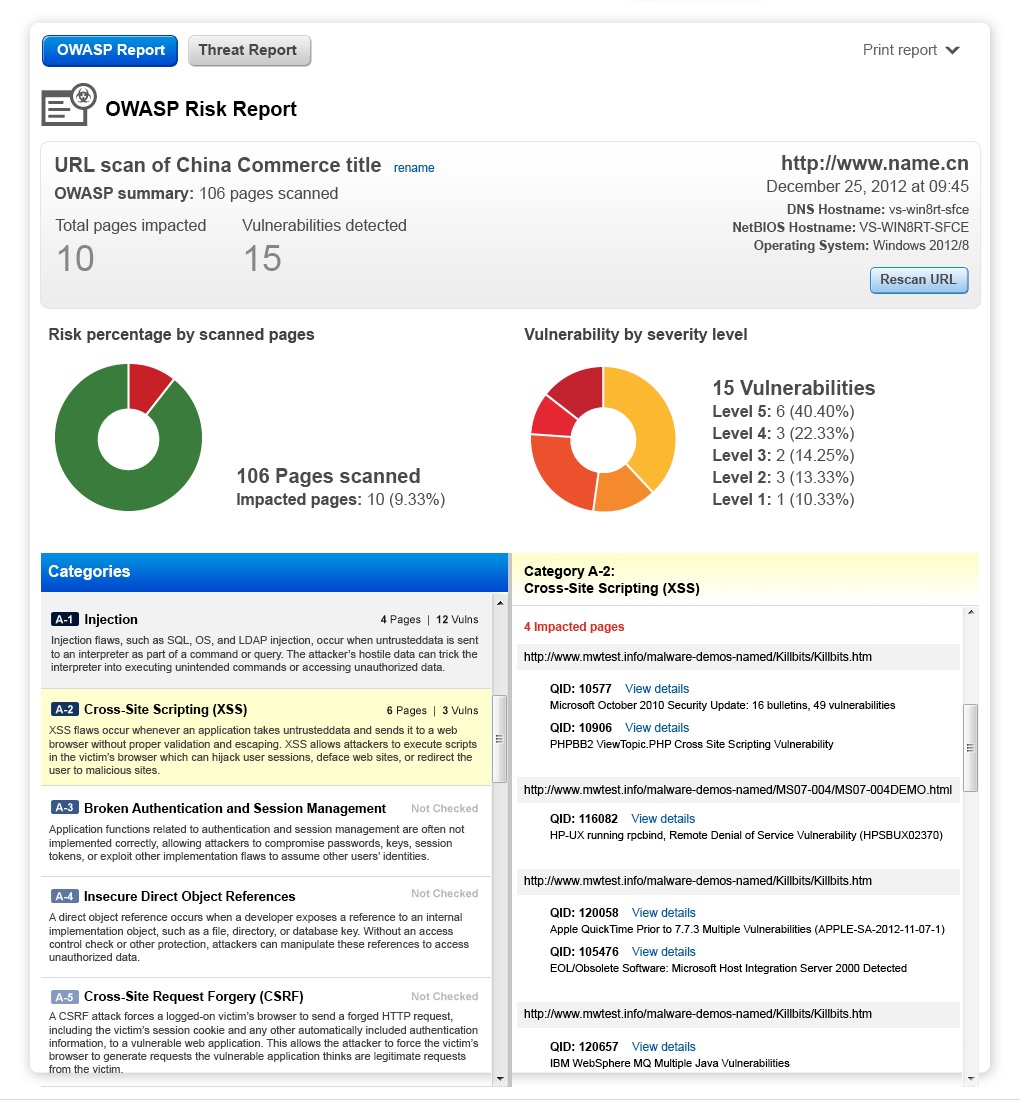 OWASP Report
Threat Report
Print report
OWASP Risk Report
URL scan of China Commerce title rename
OWASP summary: 106 pages scanned
Total pages impacted
10
Vulnerabilities detected
15
http://www.name.cn
December 25, 2012 at 09:45
DNS Hostname: vs-win8rt-sfce
NetBIOS Hostname: VS-WIN8RT-SFCE
Operating System: Windows 2012/8
Rescan URL
Risk percentage by scanned pages
106 Pages scanned
Impacted pages: 10 (9.33%)
Vulnerability by severity level
15 Vulnerabilities
Level 5: 6 (40.40%)
Level 4: 3 (22.33%)
Level 3: 2 (14.25%)
Level 2: 3 (13.33%)
Level 1: 1 (10.33%)
Categories
A-1 Injection 4 Pages | 12 Vulns
Injection flaws, such as SQL, OS, and LDAP injection, occur when untrusteddata is sent
to an interpreter as part of a command or query. The attacker's hostile data can trick the
interpreter into executing unintended commands or accessing unauthorized data.
A-2 Cross-Site Scripting (XSS) 6 Pages | 3 Vulns
XSS flaws occur whenever an application takes untrusteddata and sends it to a web
browser without proper validation and escaping. XSS allows attackers to execute scripts
in the victim's browser which can hijack user sessions, deface web sites, or redirect the
user to malicious sites.
A-3 Broken Authentication and Session Management Not Checked
Application functions related to authentication and session management are often not
implemented correctly, allowing attackers to compromise passwords, keys, session
tokens, or exploit other implementation flaws to assume other users' identities.
A-4 Insecure Direct Object References Not Checked
A direct object reference occurs when a developer exposes a reference to an internal
implementation object, such as a file, directory, or database key. Without an access
control check or other protection, attackers can manipulate these references to access
unauthorized data.
A-5 Cross-Site Request Forgery (CSRF) Not Checked
A CSRF attack forces a logged-on victim's browser to send a forged HTTP request,
including the victim's session cookie and any other automatically included authentication
information, to a vulnerable web application. This allows the attacker to force the victim's
browser to generate requests the vulnerable application thinks are legitimate requests
from the victim.
Category A-2:
Cross-Site Scripting (XSS)
4 Impacted pages
http://www.mwtest.info/malware-demos-named/Killbits/Killbits.htm
QID: 10577 View details
Microsoft October 2010 Security Update: 16 bulletins, 49 vulnerabilities
QID: 10906 View details
PHPBB2 ViewTopic.PHP Cross Site Scripting Vulnerability
http://www.mwtest.info/malware-demos-named/MS07-004/MS07-004DEMO.html
QID: 116082 View details
HP-UX running rpcbind, Remote Denial of Service Vulnerability (HPSBUX02370)
http://www.mwtest.info/malware-demos-named/Killbits/Killbits.htm
QID: 120058 View details
Apple QuickTime Prior to 7.7.3 Multiple Vulnerabilities (APPLE-SA-2012-11-07-1)
QID: 105476 View details
EOL/Obsolete Software: Microsoft Host Integration Server 2000 Detected
http://www.mwtest.info/malware-demos-named/Killbits/Killbits.htm
QID: 120657 View details
IBM WebSphere MQ Multiple Java Vulnerabilities